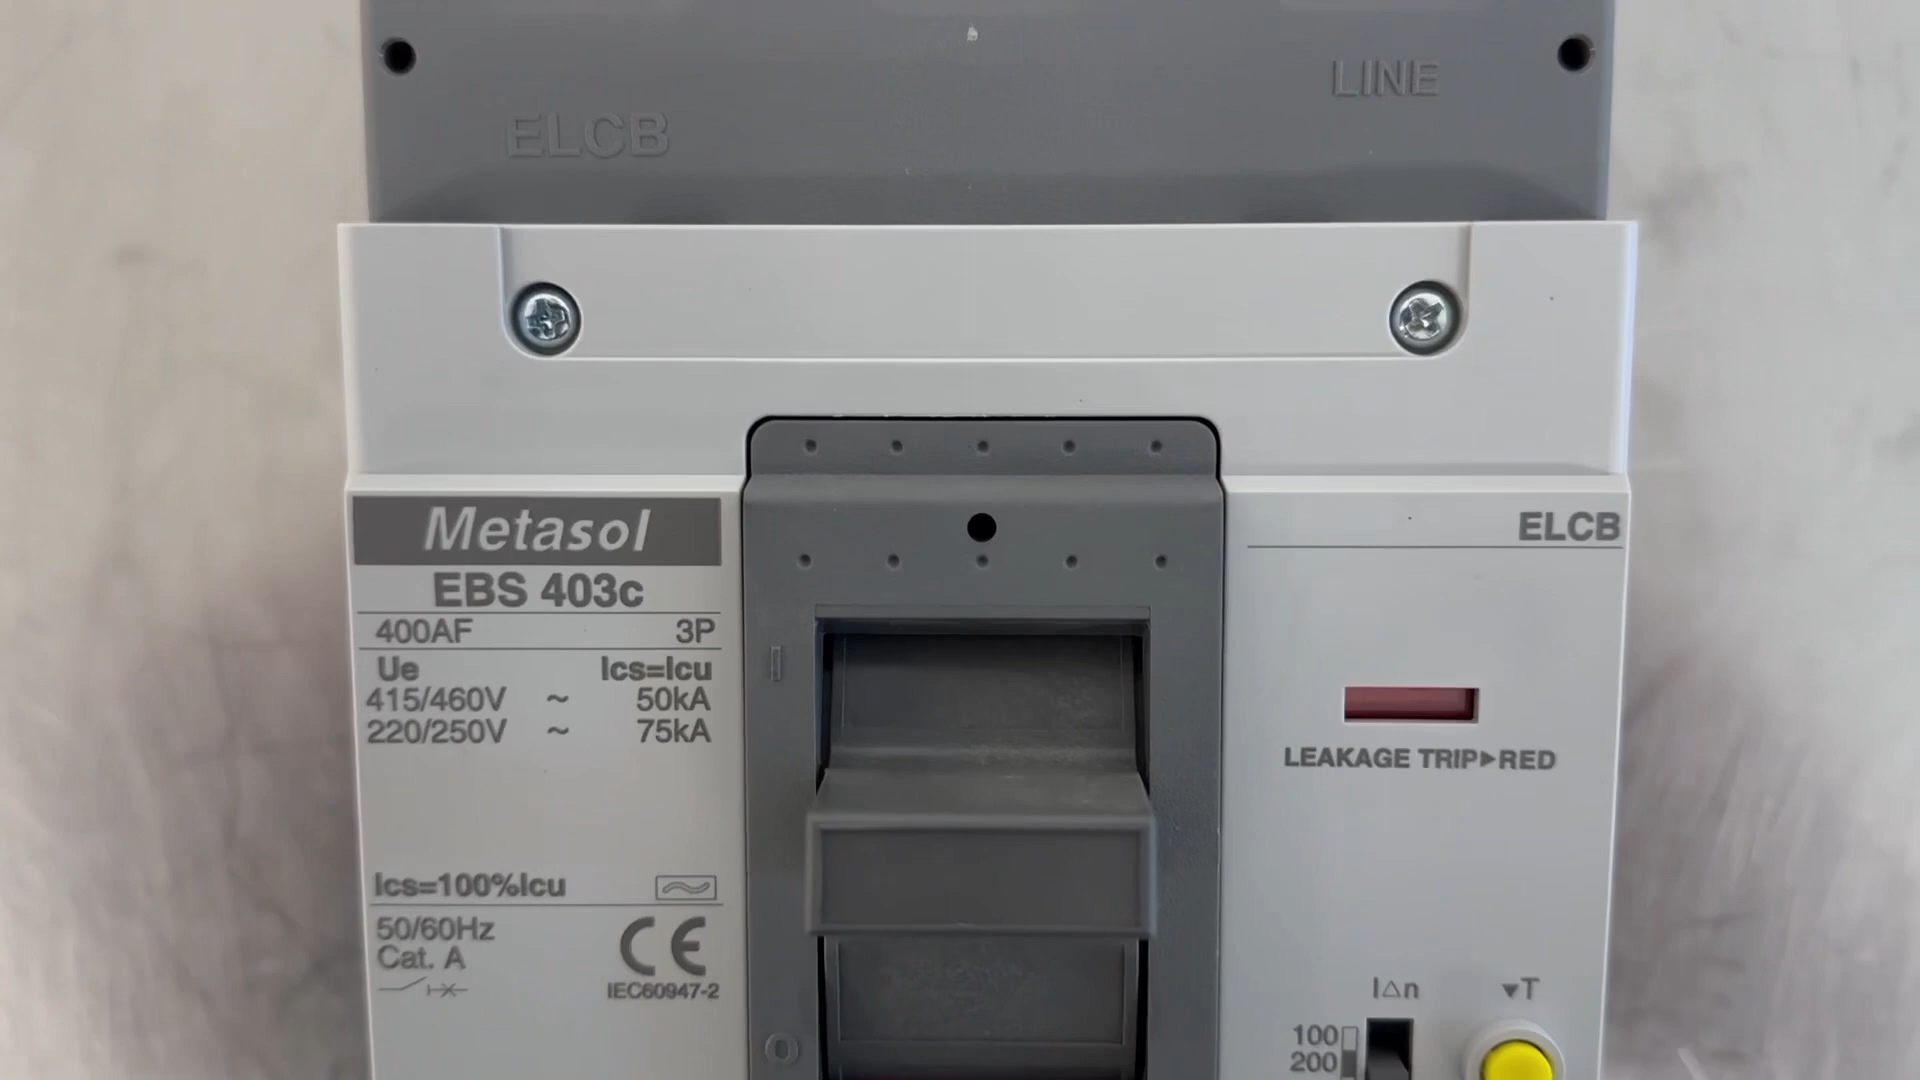 LINE
ELCB
Metasol
EBS 403c
400AF 3P
Ue Ics=Icu
415/460V ~ 50kA
220/250V ~ 75kA
Ics=100%Icu
50/60Hz
Cat. A
CE
IEC60947-2
I
O
ELCB
LEAKAGE TRIP▶RED
I△n ▼T
100
200